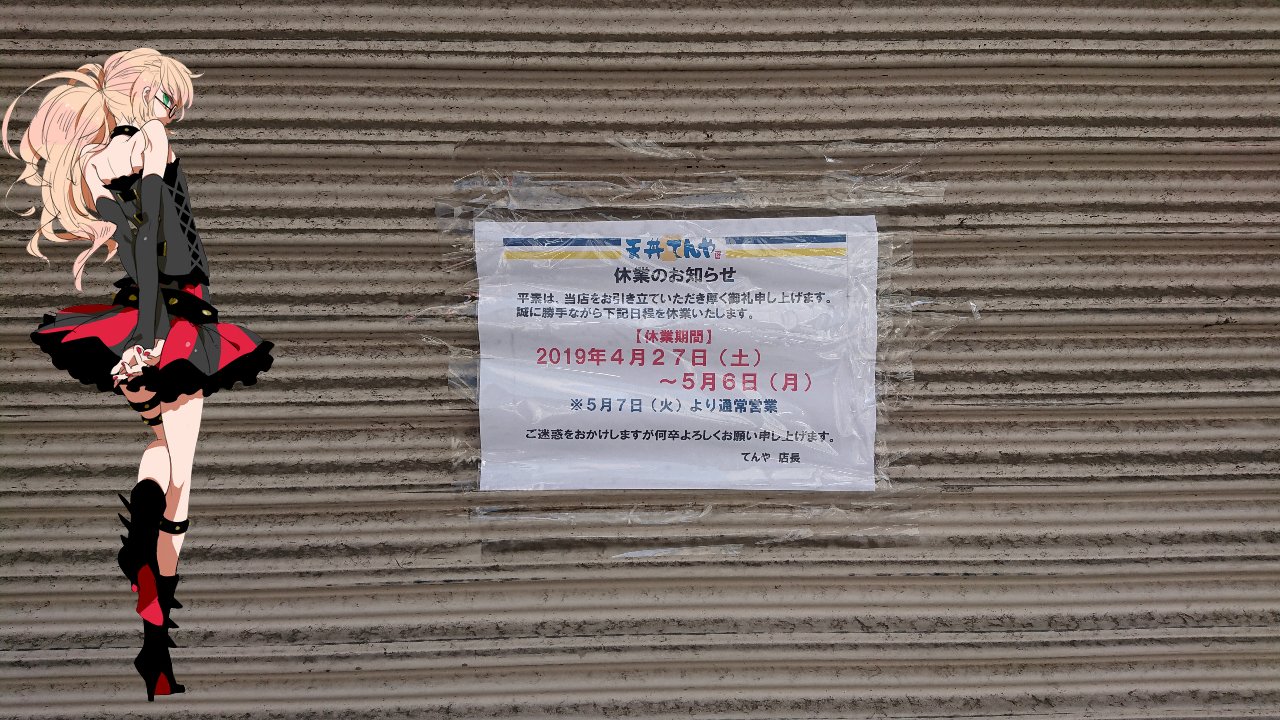 天丼てんや
休業のお知らせ
平素は、当店をお引き立ていただき厚く御礼申し上げます。
誠に勝手ながら下記日程を休業いたします。
【休業期間】
2019年4月27日(土)
~5月6日(月)
※5月7日(火)より通常営業
ご迷惑をおかけしますが何卒よろしくお願い申し上げます。
てんや 店長